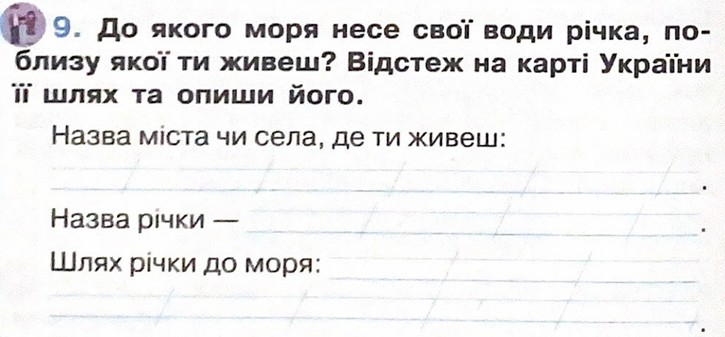 9. До якого моря несе свої води річка, по-
близу якої ти живеш? Відстеж на карті України
її шлях та опиши його.
Назва міста чи села, де ти живеш:
.
Назва річки — .
Шлях річки до моря:
.